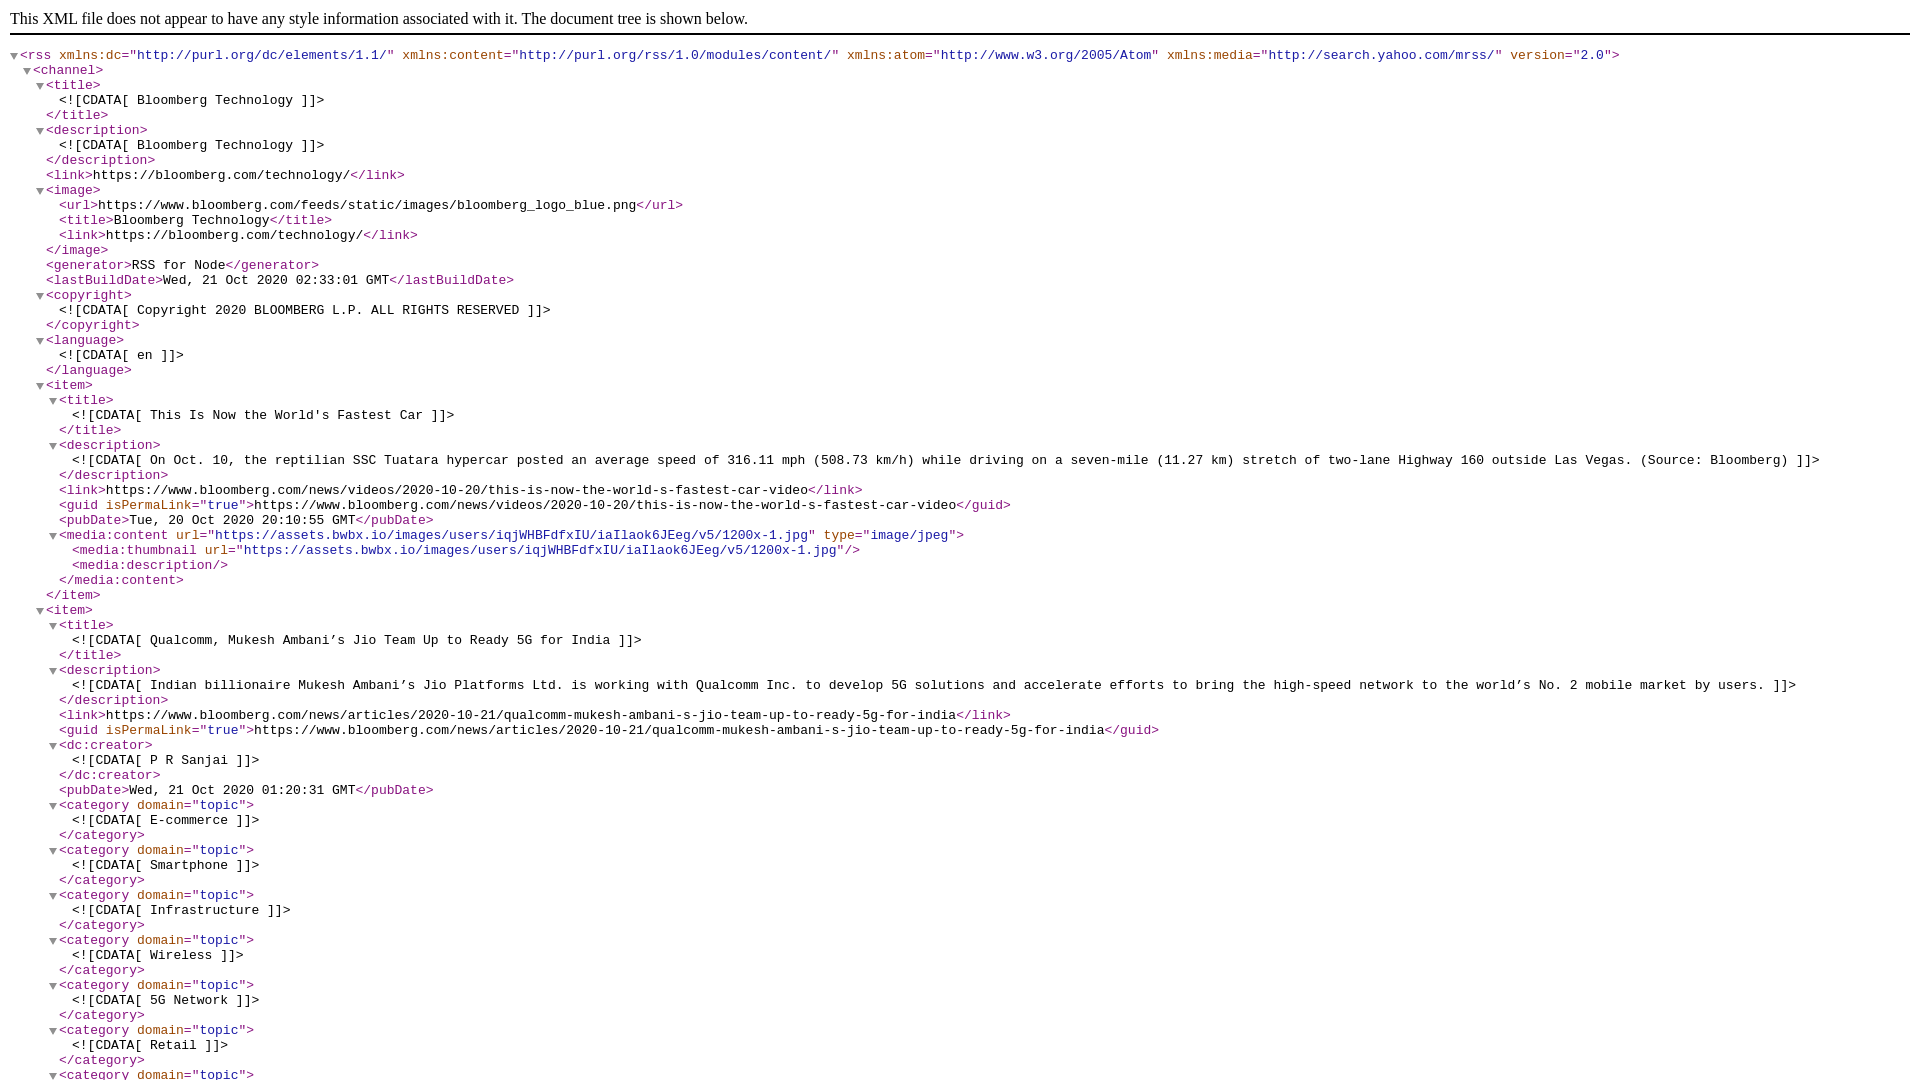 This XML file does not appear to have any style information associated with it. The document tree is shown below.
<rss xmlns:dc="http://purl.org/dc/elements/1.1/" xmlns:content="http://purl.org/rss/1.0/modules/content/" xmlns:atom="http://www.w3.org/2005/Atom" xmlns:media="http://search.yahoo.com/mrss/" version="2.0">
<channel>
<title>
<![CDATA[ Bloomberg Technology ]]>
</title>
<description>
<![CDATA[ Bloomberg Technology ]]>
</description>
<link>https://bloomberg.com/technology/</link>
<image>
<url>https://www.bloomberg.com/feeds/static/images/bloomberg_logo_blue.png</url>
<title>Bloomberg Technology</title>
<link>https://bloomberg.com/technology/</link>
</image>
<generator>RSS for Node</generator>
<lastBuildDate>Wed, 21 Oct 2020 02:33:01 GMT</lastBuildDate>
<copyright>
<![CDATA[ Copyright 2020 BLOOMBERG L.P. ALL RIGHTS RESERVED ]]>
</copyright>
<language>
<![CDATA[ en ]]>
</language>
<item>
<title>
<![CDATA[ This Is Now the World's Fastest Car ]]>
</title>
<description>
<![CDATA[ On Oct. 10, the reptilian SSC Tuatara hypercar posted an average speed of 316.11 mph (508.73 km/h) while driving on a seven-mile (11.27 km) stretch of two-lane Highway 160 outside Las Vegas. (Source: Bloomberg) ]]>
</description>
<link>https://www.bloomberg.com/news/videos/2020-10-20/this-is-now-the-world-s-fastest-car-video</link>
<guid isPermaLink="true">https://www.bloomberg.com/news/videos/2020-10-20/this-is-now-the-world-s-fastest-car-video</guid>
<pubDate>Tue, 20 Oct 2020 20:10:55 GMT</pubDate>
<media:content url="https://assets.bwbx.io/images/users/iqjWHBFdfxIU/iaIlaok6JEeg/v5/1200x-1.jpg" type="image/jpeg">
<media:thumbnail url="https://assets.bwbx.io/images/users/iqjWHBFdfxIU/iaIlaok6JEeg/v5/1200x-1.jpg"/>
<media:description/>
</media:content>
</item>
<item>
<title>
<![CDATA[ Qualcomm, Mukesh Ambani’s Jio Team Up to Ready 5G for India ]]>
</title>
<description>
<![CDATA[ Indian billionaire Mukesh Ambani’s Jio Platforms Ltd. is working with Qualcomm Inc. to develop 5G solutions and accelerate efforts to bring the high-speed network to the world’s No. 2 mobile market by users. ]]>
</description>
<link>https://www.bloomberg.com/news/articles/2020-10-21/qualcomm-mukesh-ambani-s-jio-team-up-to-ready-5g-for-india</link>
<guid isPermaLink="true">https://www.bloomberg.com/news/articles/2020-10-21/qualcomm-mukesh-ambani-s-jio-team-up-to-ready-5g-for-india</guid>
<dc:creator>
<![CDATA[ P R Sanjai ]]>
</dc:creator>
<pubDate>Wed, 21 Oct 2020 01:20:31 GMT</pubDate>
<category domain="topic">
<![CDATA[ E-commerce ]]>
</category>
<category domain="topic">
<![CDATA[ Smartphone ]]>
</category>
<category domain="topic">
<![CDATA[ Infrastructure ]]>
</category>
<category domain="topic">
<![CDATA[ Wireless ]]>
</category>
<category domain="topic">
<![CDATA[ 5G Network ]]>
</category>
<category domain="topic">
<![CDATA[ Retail ]]>
</category>
<category domain="topic">